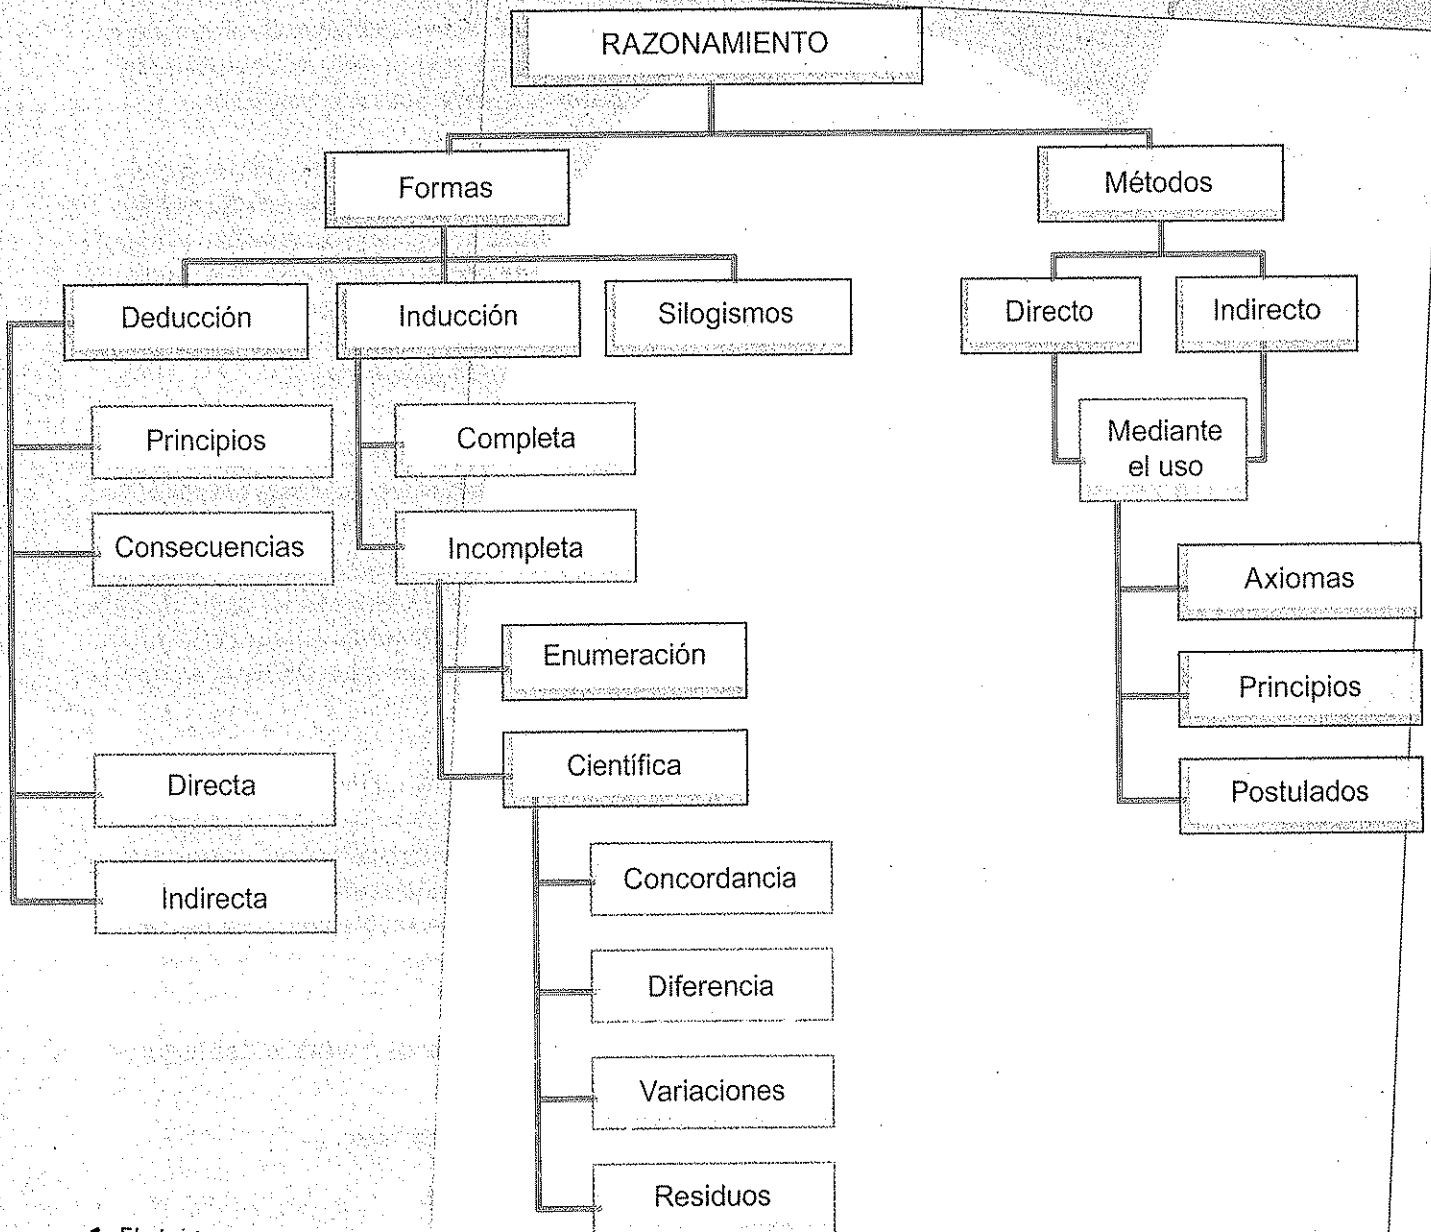 RAZONAMIENTO
Formas
Métodos
Deducción
Inducción
Silogismos
Directo
Indirecto
Principios
Completa
Mediante
el uso
Consecuencias
Incompleta
Axiomas
Enumeración
Principios
Directa
Científica
Postulados
Indirecta
Concordancia
Diferencia
Variaciones
Residuos